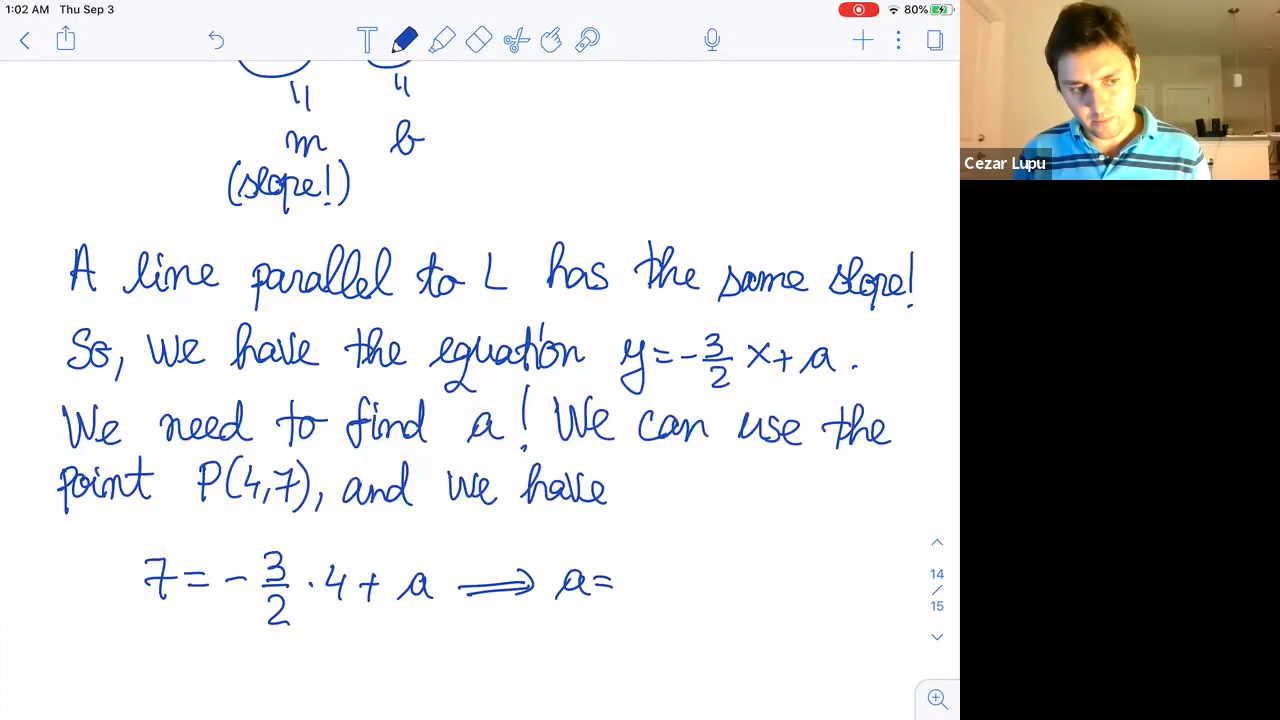 1:02 AM Thu Sep 3
80%
T
m b
(slope!)
Cezar Lupu
A line parallel to L has the same slope!
So, we have the equation y = -3/2 x + a.
We need to find a! We can use the
point P(4,7), and we have
7 = -3/2 · 4 + a ⟹ a =
14
/
15